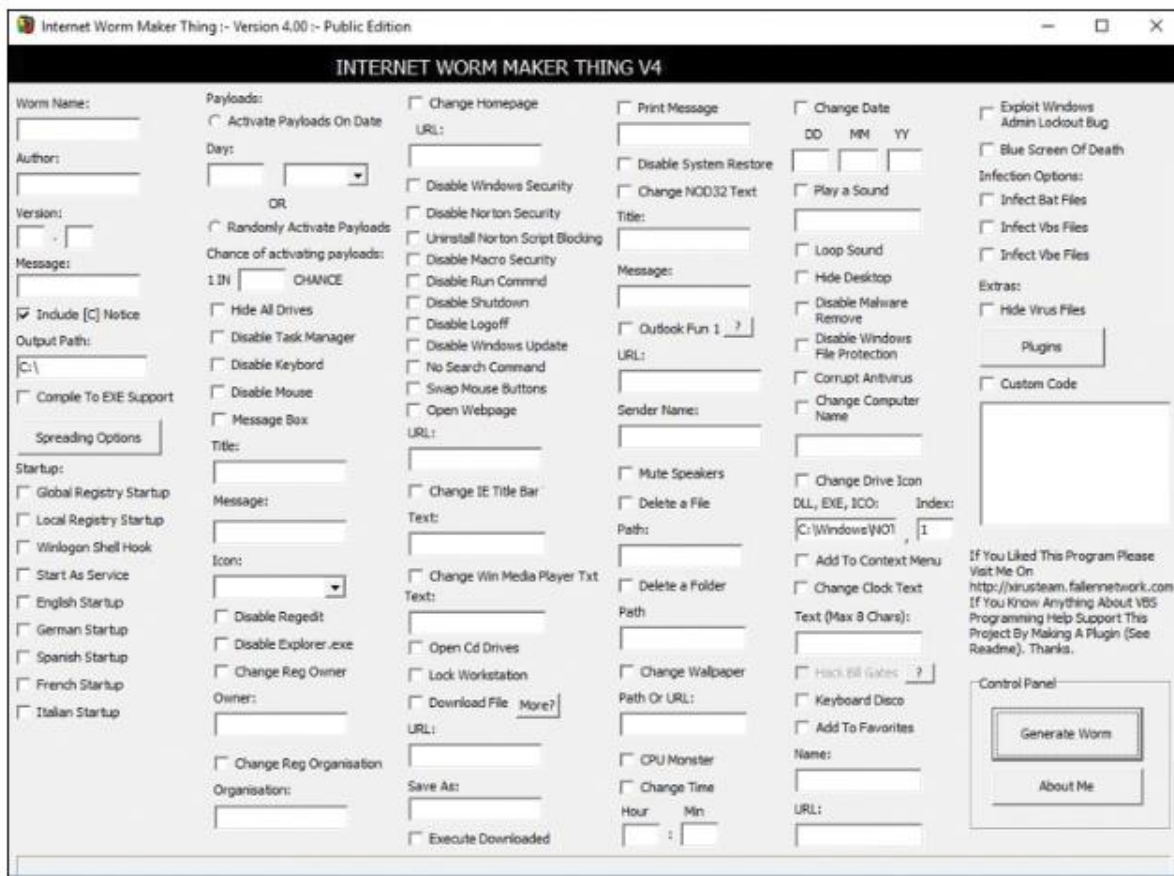 Internet Worm Maker Thing :- Version 4.00 :- Public Edition
INTERNET WORM MAKER THING V4
Worm Name:
Author:
Version:
.
Message:
Include [C] Notice
Output Path:
C:\
Compile To EXE Support
Spreading Options
Startup:
Global Registry Startup
Local Registry Startup
Winlogon Shell Hook
Start As Service
English Startup
German Startup
Spanish Startup
French Startup
Italian Startup
Payloads:
Activate Payloads On Date
Day:
OR
Randomly Activate Payloads
Chance of activating payloads:
1 IN CHANCE
Hide All Drives
Disable Task Manager
Disable Keybord
Disable Mouse
Message Box
Title:
Message:
Icon:
Disable Regedit
Disable Explorer.exe
Change Reg Owner
Owner:
Change Reg Organisation
Organisation:
Change Homepage
URL:
Disable Windows Security
Disable Norton Security
Uninstall Norton Script Blocking
Disable Macro Security
Disable Run Commnd
Disable Shutdown
Disable Logoff
Disable Windows Update
No Search Command
Swap Mouse Buttons
Open Webpage
URL:
Change IE Title Bar
Text:
Change Win Media Player Txt
Text:
Open Cd Drives
Lock Workstation
Download File More?
URL:
Save As:
Execute Downloaded
Print Message
Disable System Restore
Change NOD32 Text
Title:
Message:
Outlook Fun 1 ?
URL:
Sender Name:
Mute Speakers
Delete a File
Path:
Delete a Folder
Path
Change Wallpaper
Path Or URL:
CPU Monster
Change Time
Hour Min
:
Change Date
DD MM YY
Play a Sound
Loop Sound
Hide Desktop
Disable Malware
Remove
Disable Windows
File Protection
Corrupt Antivirus
Change Computer
Name
Change Drive Icon
DLL, EXE, ICO: Index:
C:\Windows\NOT , 1
Add To Context Menu
Change Clock Text
Text (Max 8 Chars):
Hack Bill Gates ?
Keyboard Disco
Add To Favorites
Name:
URL:
Exploit Windows
Admin Lockout Bug
Blue Screen Of Death
Infection Options:
Infect Bat Files
Infect Vbs Files
Infect Vbe Files
Extras:
Hide Virus Files
Plugins
Custom Code
If You Liked This Program Please
Visit Me On
http://xirusteam.fallennetwork.com
If You Know Anything About VBS
Programming Help Support This
Project By Making A Plugin (See
Readme). Thanks.
Control Panel
Generate Worm
About Me